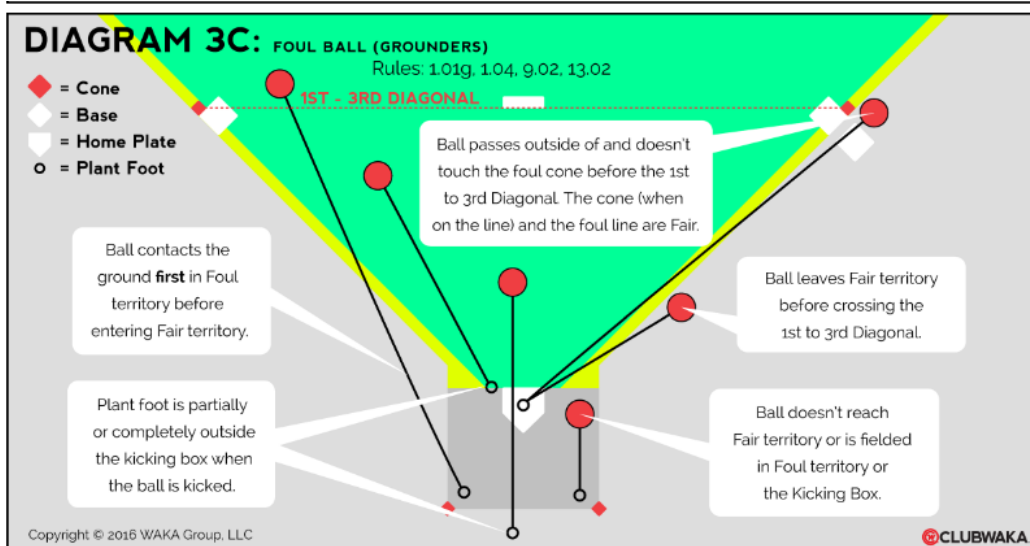 DIAGRAM 3C: FOUL BALL (GROUNDERS)
Rules: 1.01g, 1.04, 9.02, 13.02
= Cone
= Base
= Home Plate
= Plant Foot
1ST - 3RD DIAGONAL
Ball passes outside of and doesn't
touch the foul cone before the 1st
to 3rd Diagonal. The cone (when
on the line) and the foul line are Fair.
Ball contacts the
ground first in Foul
territory before
entering Fair territory.
Ball leaves Fair territory
before crossing the
1st to 3rd Diagonal.
Plant foot is partially
or completely outside
the kicking box when
the ball is kicked.
Ball doesn't reach
Fair territory or is fielded
in Foul territory or
the Kicking Box.
Copyright © 2016 WAKA Group, LLC
CLUBWAKA